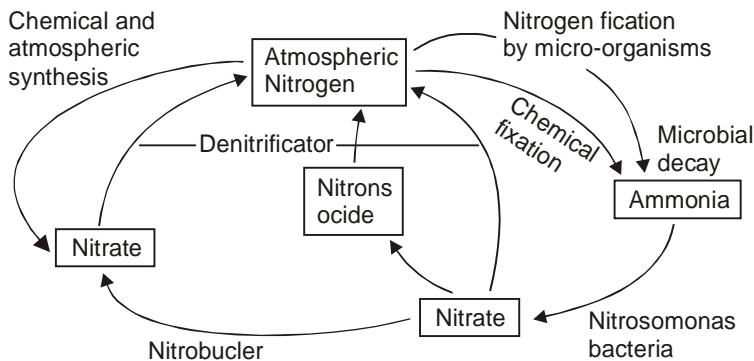 Chemical and
atmospheric
synthesis
Nitrogen fication
by micro-organisms
Atmospheric
Nitrogen
Chemical
fixation
Denitrificator
Microbial
decay
Nitrons
ocide
Ammonia
Nitrate
Nitrate
Nitrosomonas
bacteria
Nitrobucler